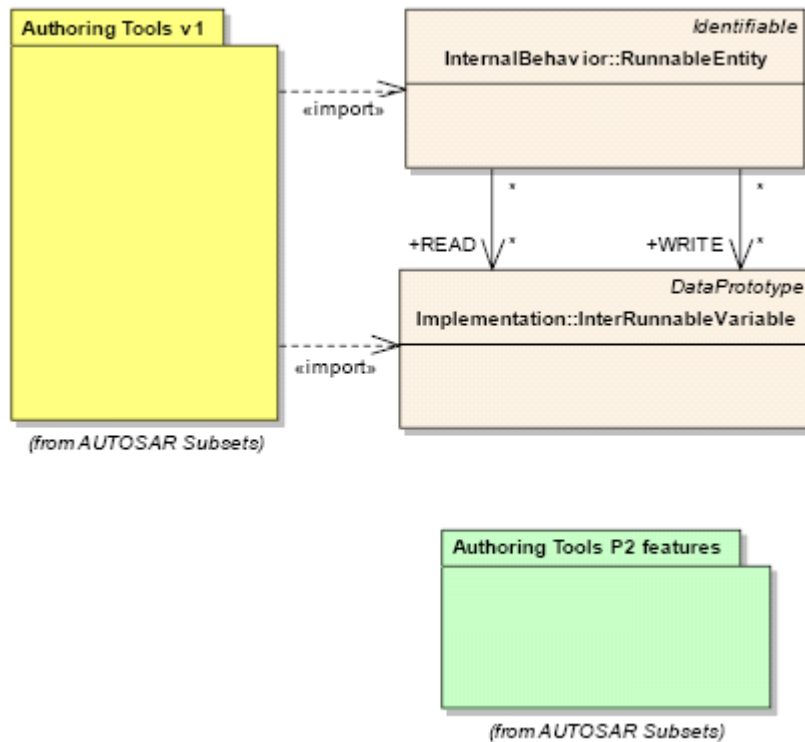 Authoring Tools v1
Identifiable
InternalBehavior::RunnableEntity
«import»
*
*
+READ
*
+WRITE
*
DataPrototype
Implementation::InterRunnableVariable
«import»
(from AUTOSAR Subsets)
Authoring Tools P2 features
(from AUTOSAR Subsets)